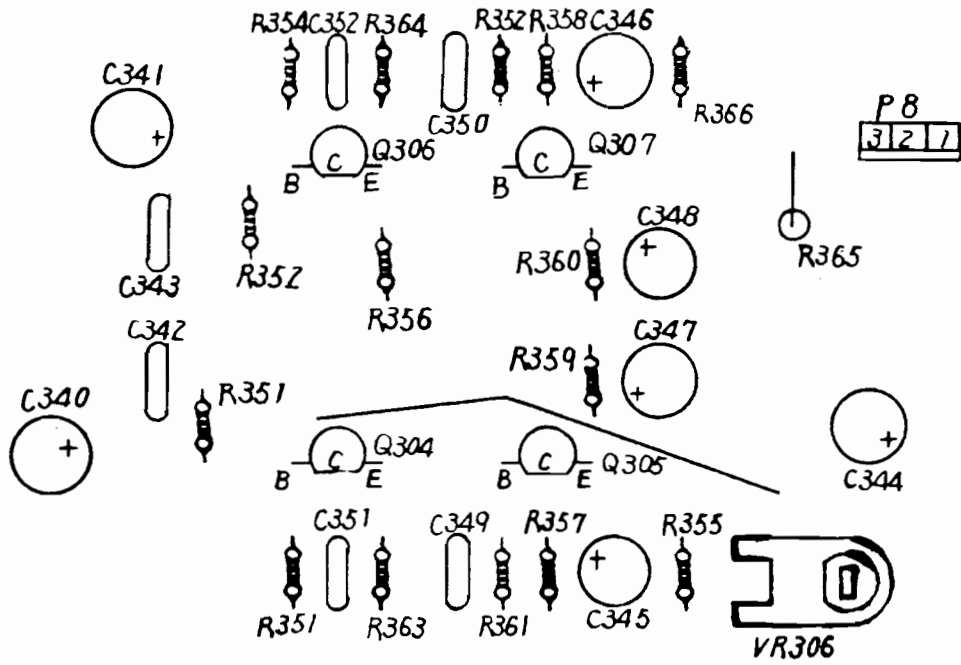 R354 C352 R364 R352 R358 C346
C341
+
+
C350
R366
P8
3 2 1
Q306
Q307
B C E
B C E
C343
R352
R356
R360
C348
+
R365
C342
R359
C347
+
C340
+
R351
Q304
Q305
B C E
B C E
+
C344
C351
C349
R357
R355
+
R351
R363
R361
C345
VR306